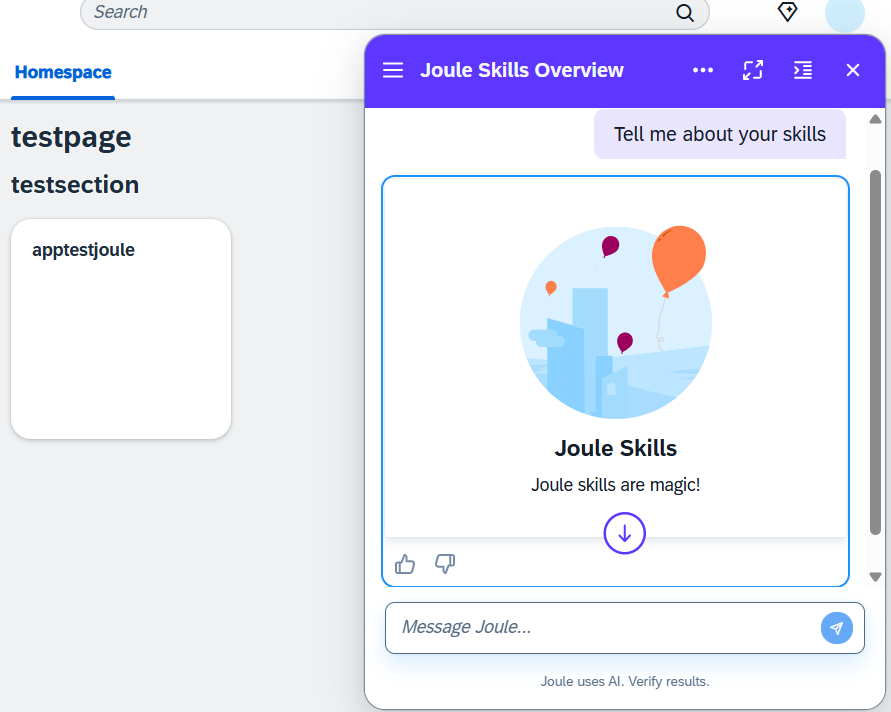 Search
Homespace
testpage
testsection
apptestjoule
Joule Skills Overview
Tell me about your skills
Joule Skills
Joule skills are magic!
Message Joule...
Joule uses AI. Verify results.